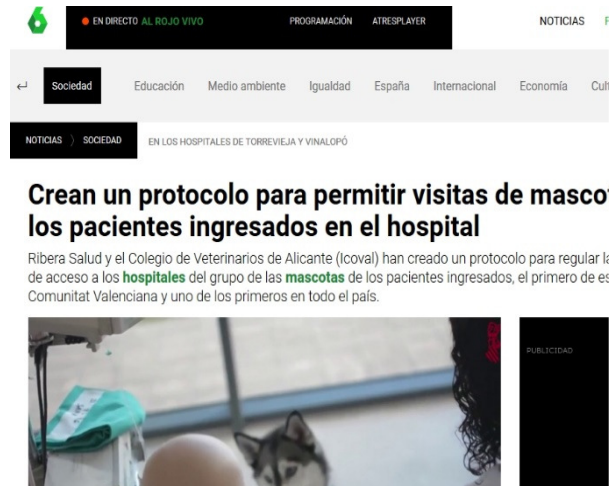 6
EN DIRECTO AL ROJO VIVO PROGRAMACIÓN ATRESPLAYER NOTICIAS
Sociedad Educación Medio ambiente Igualdad España Internacional Economía Cult
NOTICIAS SOCIEDAD EN LOS HOSPITALES DE TORREVIEJA Y VINALOPÓ
Crean un protocolo para permitir visitas de masco
los pacientes ingresados en el hospital
Ribera Salud y el Colegio de Veterinarios de Alicante (Icoval) han creado un protocolo para regular la
de acceso a los hospitales del grupo de las mascotas de los pacientes ingresados, el primero de es
Comunitat Valenciana y uno de los primeros en todo el país.
PUBLICIDAD